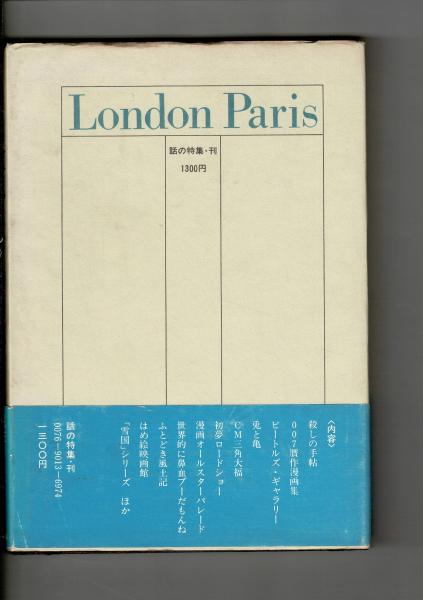 London Paris
話の特集・刊
1300円
〈内容〉
殺しの手帖
007贋作漫画集
ビートルズ・ギャラリー
兎と亀
CM三角大福
初夢ロードショー
漫画オールスターパレード
世界的に鼻血ブーだもんね
ふとどき風土記
はめ絵映画館
「雪国」シリーズ ほか
話の特集・刊
0076-9013-6974
一三〇〇円